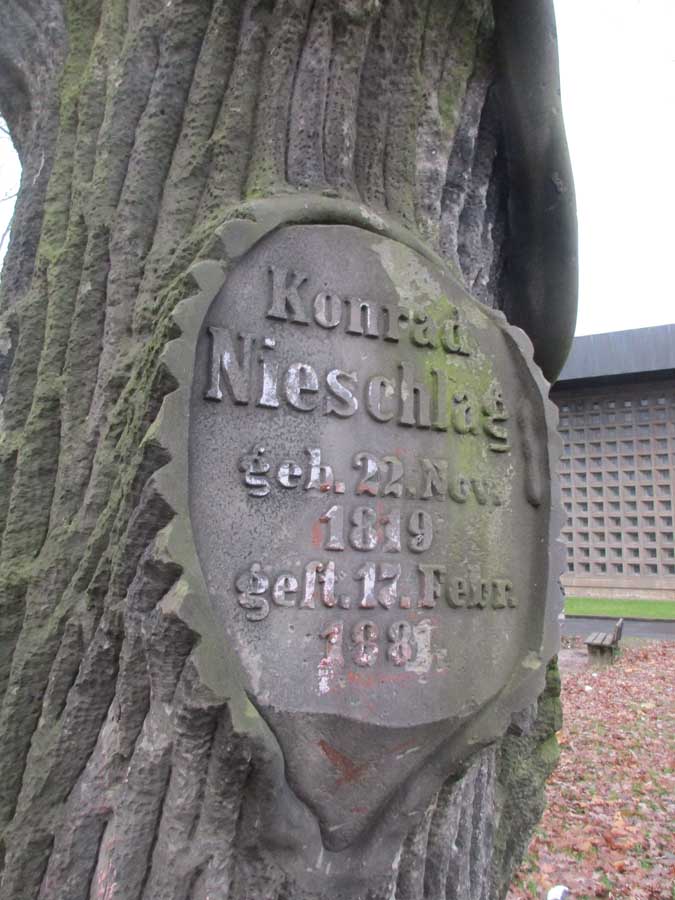 Konrad
Nieschlag
geb. 22. Nov.
1819
geſt. 17. Febr.
1881